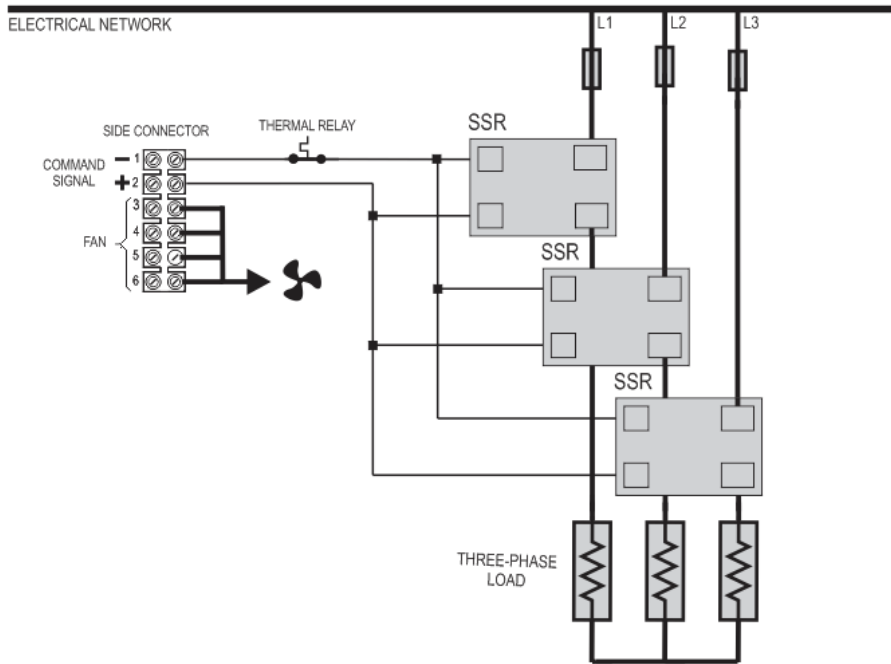 ELECTRICAL NETWORK
L1
L2
L3
SIDE CONNECTOR
THERMAL RELAY
SSR
COMMAND
SIGNAL
− 1
+ 2
3
4
FAN
5
6
SSR
SSR
THREE-PHASE
LOAD